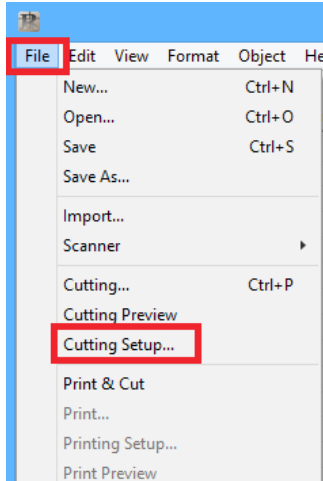 File Edit View Format Object He
New... Ctrl+N
Open... Ctrl+O
Save Ctrl+S
Save As...
Import...
Scanner
Cutting... Ctrl+P
Cutting Preview
Cutting Setup...
Print & Cut
Print...
Printing Setup...
Print Preview